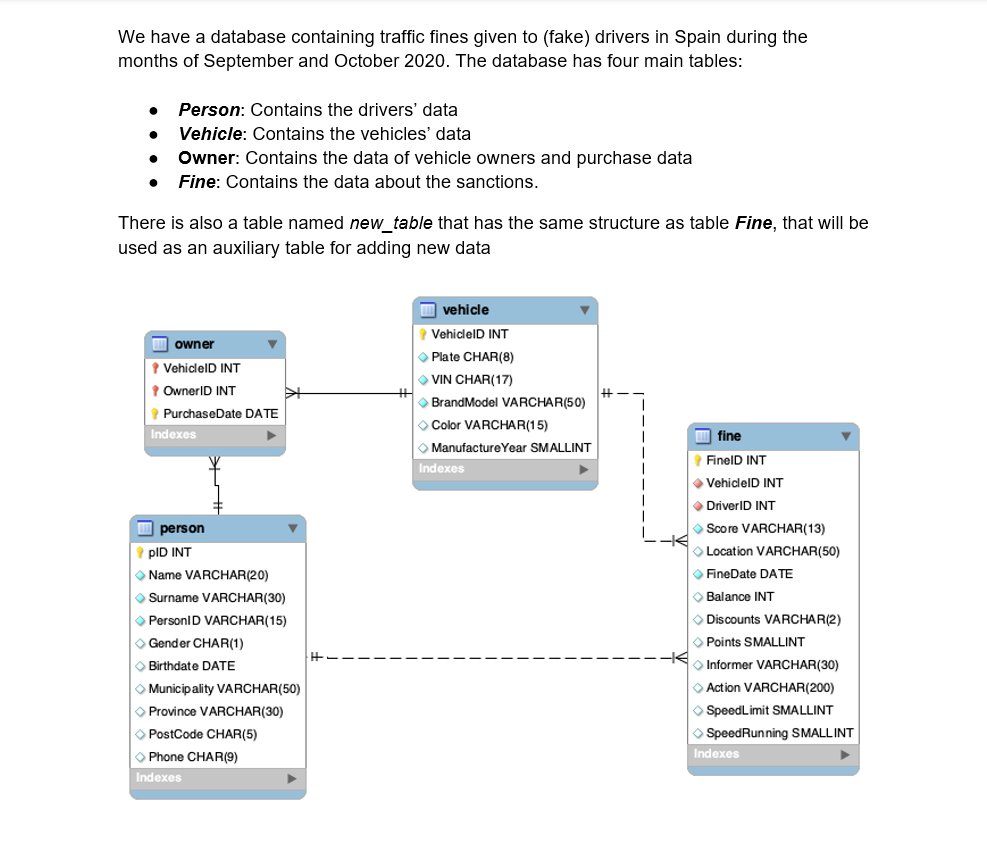 We have a database containing traffic fines given to (fake) drivers in Spain during the
months of September and October 2020. The database has four main tables:
● Person: Contains the drivers' data
● Vehicle: Contains the vehicles' data
● Owner: Contains the data of vehicle owners and purchase data
● Fine: Contains the data about the sanctions.
There is also a table named new_table that has the same structure as table Fine, that will be
used as an auxiliary table for adding new data
owner
VehicleID INT
OwnerID INT
PurchaseDate DATE
Indexes
vehicle
VehicleID INT
Plate CHAR(8)
VIN CHAR(17)
BrandModel VARCHAR(50)
Color VARCHAR(15)
ManufactureYear SMALLINT
Indexes
person
pID INT
Name VARCHAR(20)
Surname VARCHAR(30)
PersonID VARCHAR(15)
Gender CHAR(1)
Birthdate DATE
Municipality VARCHAR(50)
Province VARCHAR(30)
PostCode CHAR(5)
Phone CHAR(9)
Indexes
fine
FineID INT
VehicleID INT
DriverID INT
Score VARCHAR(13)
Location VARCHAR(50)
FineDate DATE
Balance INT
Discounts VARCHAR(2)
Points SMALLINT
Informer VARCHAR(30)
Action VARCHAR(200)
SpeedLimit SMALLINT
SpeedRunning SMALLINT
Indexes